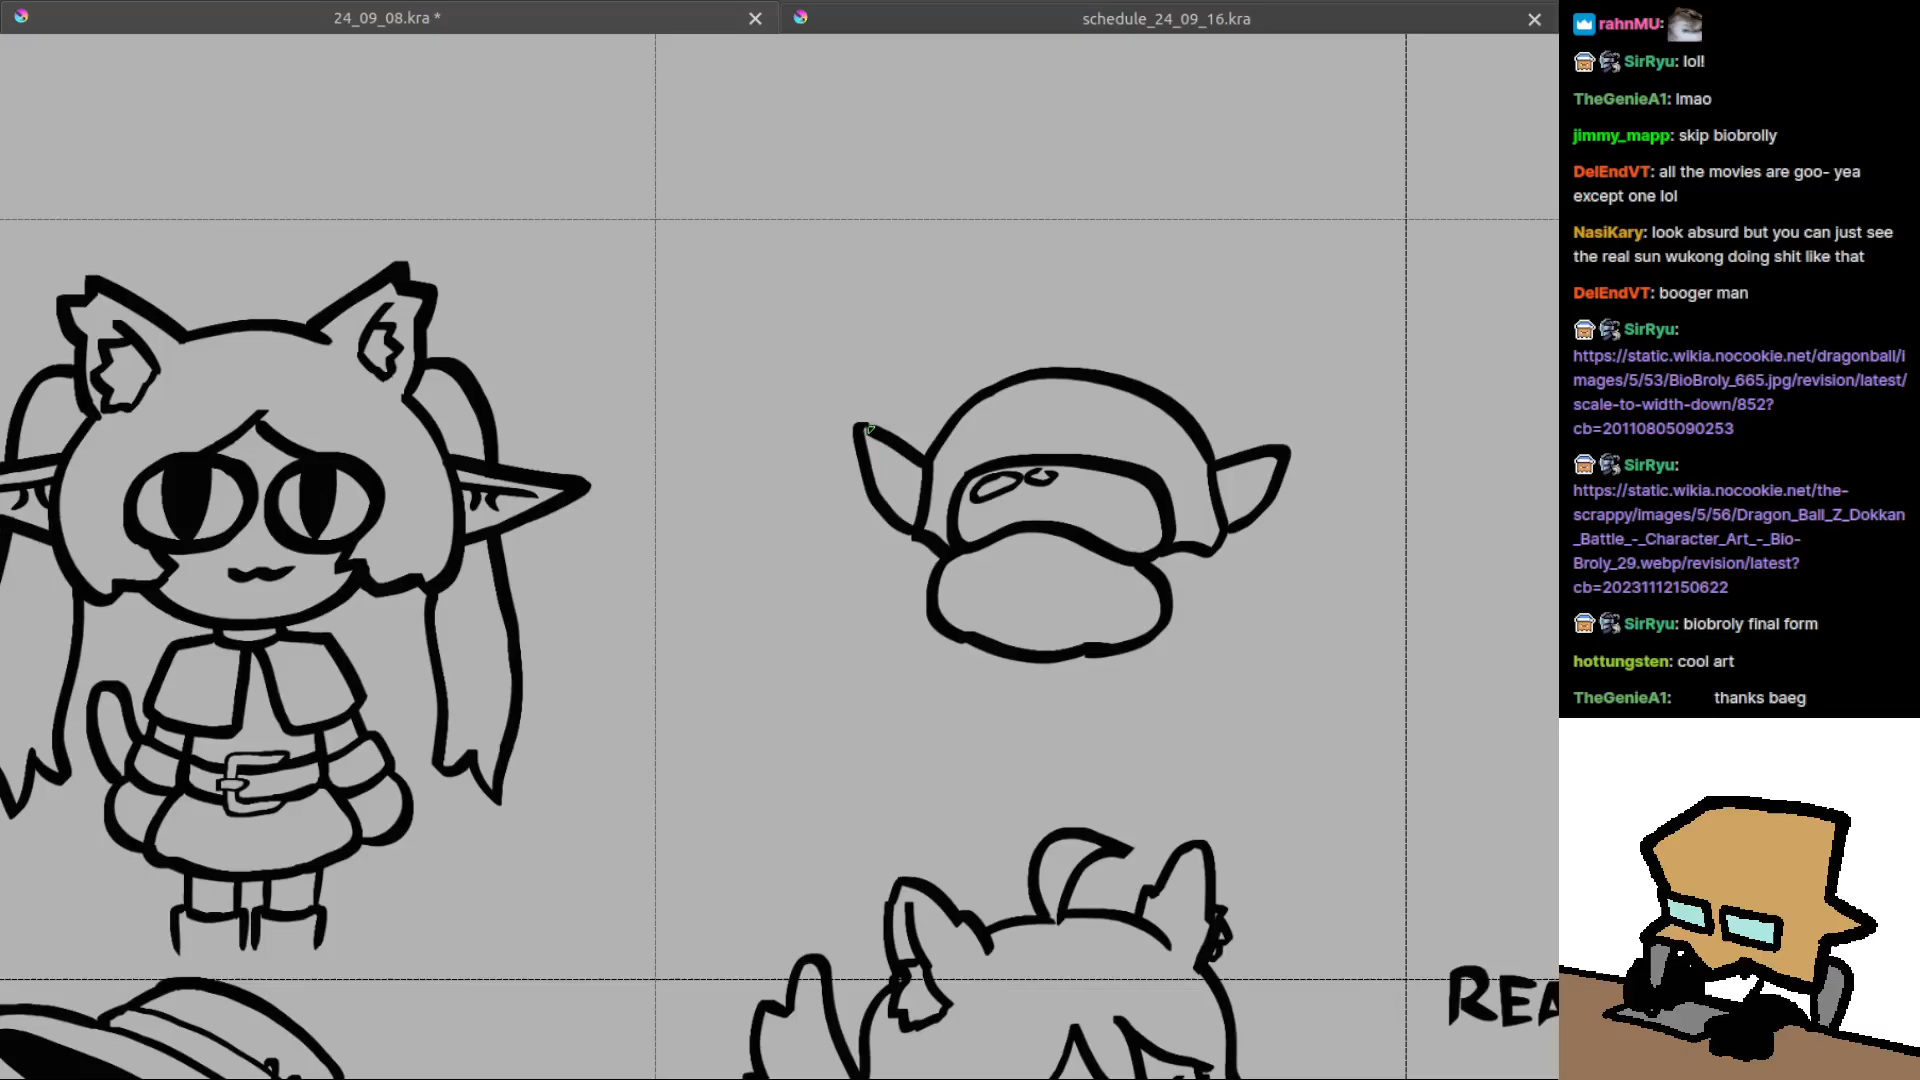 24_09_08.kra *
schedule_24_09_16.kra
rahnMU:
SirRyu: lol!
TheGenieA1: lmao
jimmy_mapp: skip biobrolly
DelEndVT: all the movies are goo- yea
except one lol
NasiKary: look absurd but you can just see
the real sun wukong doing shit like that
DelEndVT: booger man
SirRyu:
https://static.wikia.nocookie.net/dragonball/i
mages/5/53/BioBroly_665.jpg/revision/latest/
scale-to-width-down/852?
cb=20110805090253
SirRyu:
https://static.wikia.nocookie.net/the-
scrappy/images/5/56/Dragon_Ball_Z_Dokkan
_Battle_-_Character_Art_-_Bio-
Broly_29.webp/revision/latest?
cb=20231112150622
SirRyu: biobroly final form
hottungsten: cool art
TheGenieA1: thanks baeg
REA